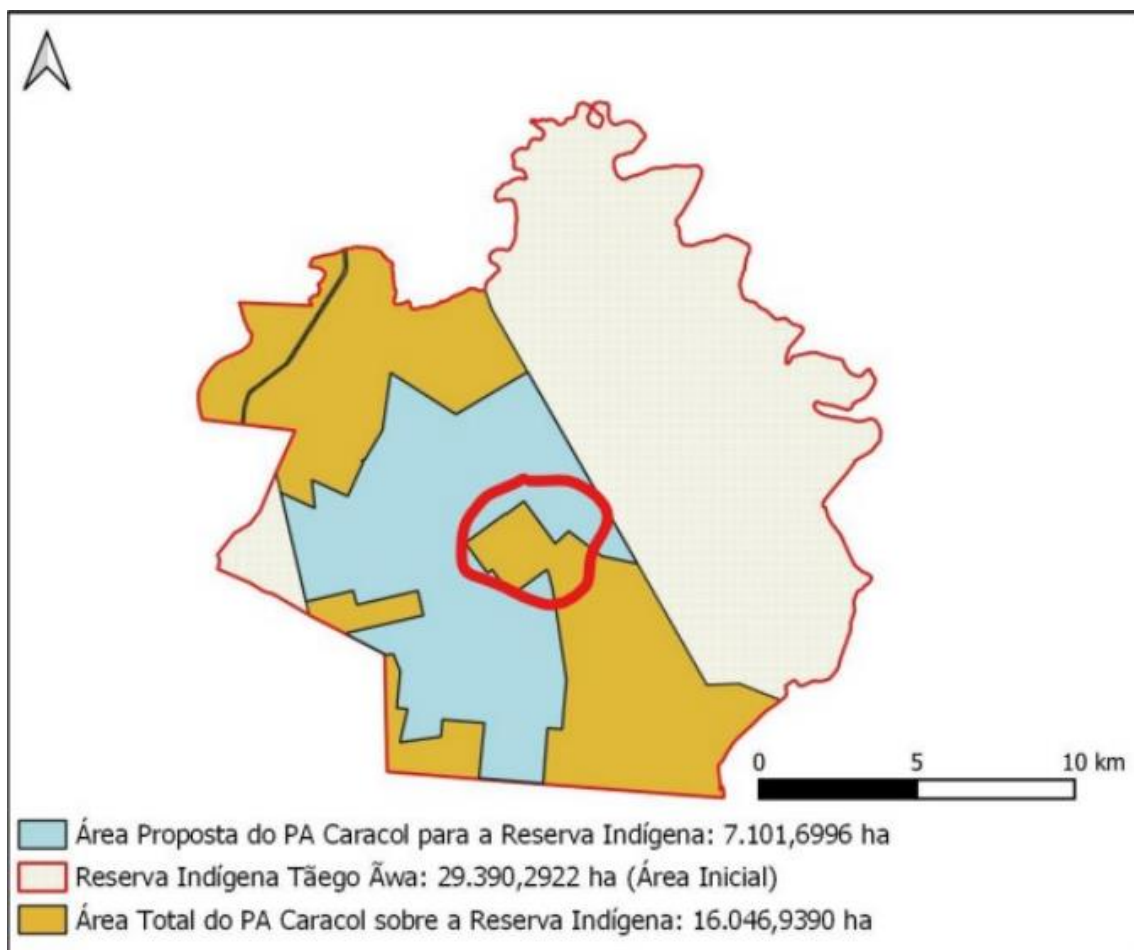 0 5 10 km
Área Proposta do PA Caracol para a Reserva Indígena: 7.101,6996 ha
Reserva Indígena Tãego Ãwa: 29.390,2922 ha (Área Inicial)
Área Total do PA Caracol sobre a Reserva Indígena: 16.046,9390 ha